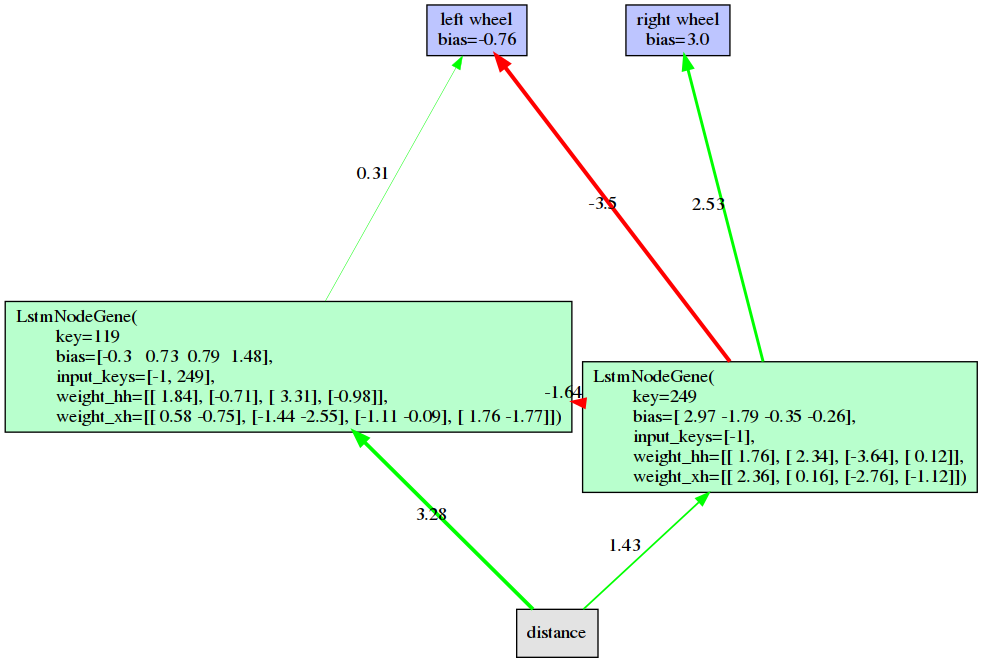 left wheel
bias=-0.76
right wheel
bias=3.0
0.31
-3.5
2.53
LstmNodeGene(
key=119
bias=[-0.3   0.73  0.79  1.48],
input_keys=[-1, 249],
weight_hh=[[ 1.84], [-0.71], [ 3.31], [-0.98]],
weight_xh=[[ 0.58 -0.75], [-1.44 -2.55], [-1.11 -0.09], [ 1.76 -1.77]])
-1.64
LstmNodeGene(
key=249
bias=[ 2.97 -1.79 -0.35 -0.26],
input_keys=[-1],
weight_hh=[[ 1.76], [ 2.34], [-3.64], [ 0.12]],
weight_xh=[[ 2.36], [ 0.16], [-2.76], [-1.12]])
3.28
1.43
distance